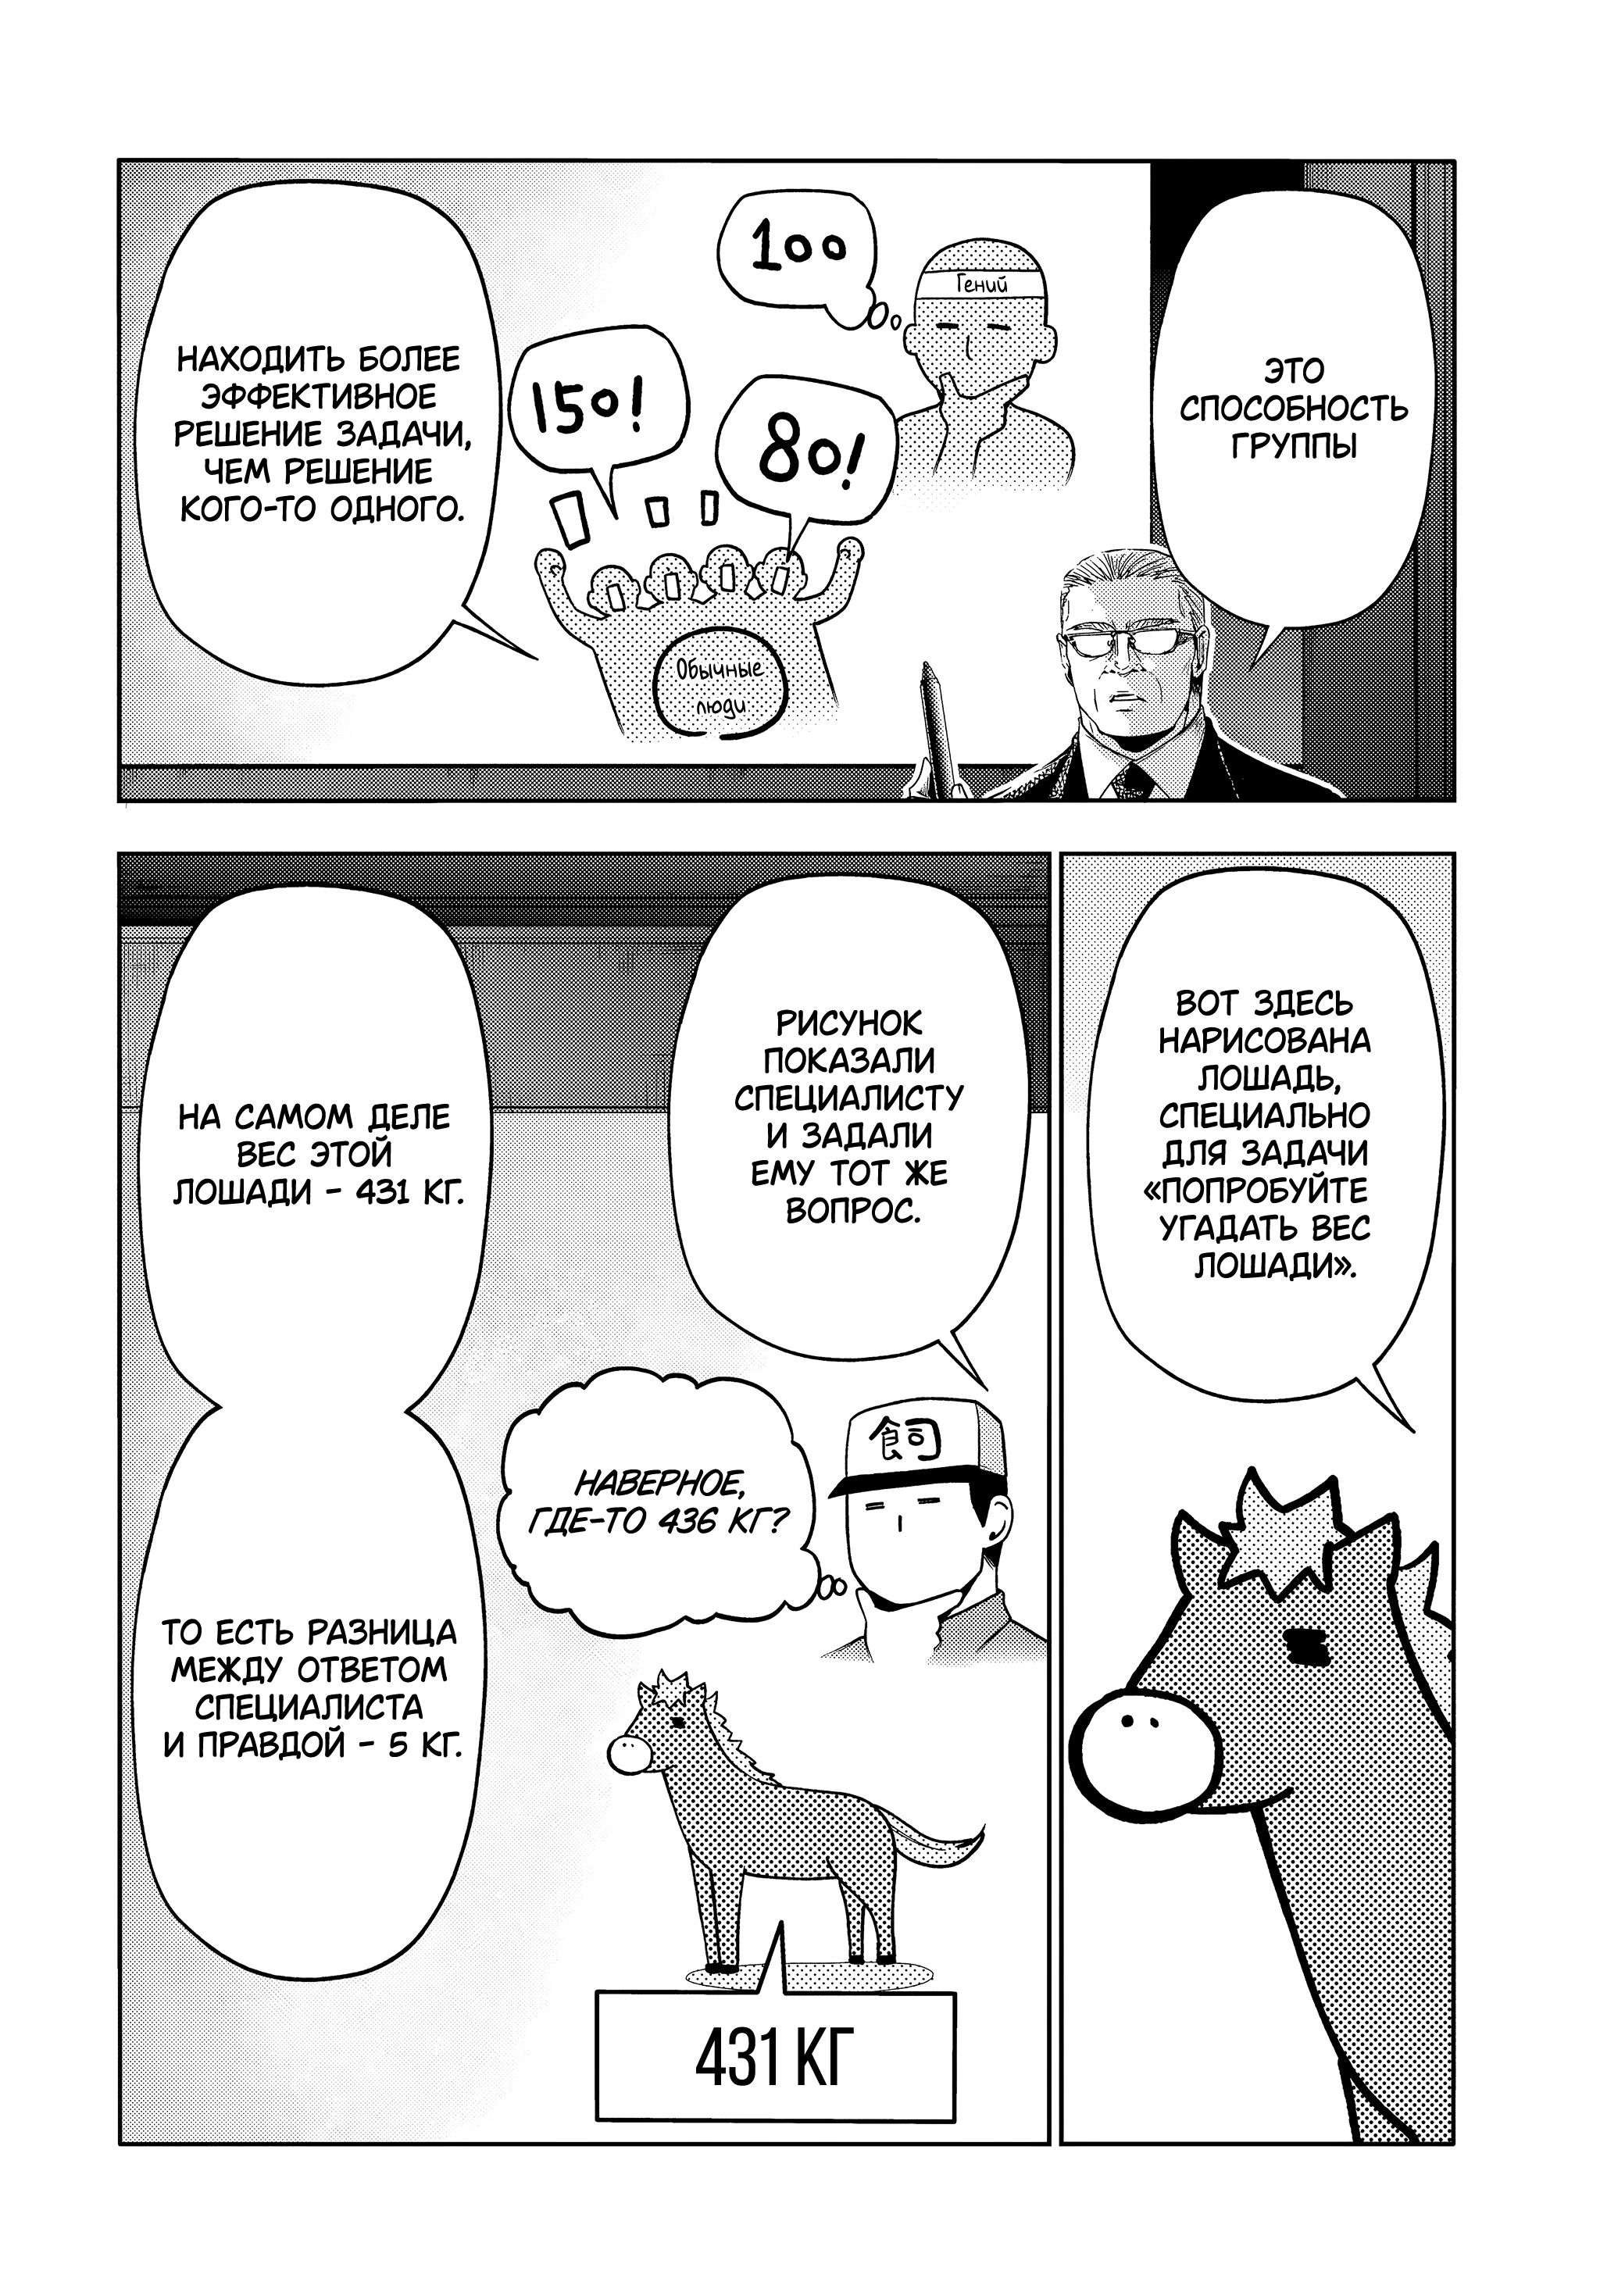 ЭТО
СПОСОБНОСТЬ
ГРУППЫ
100
Гений
150!
80!
Обычные
люди
НАХОДИТЬ БОЛЕЕ
ЭФФЕКТИВНОЕ
РЕШЕНИЕ ЗАДАЧИ,
ЧЕМ РЕШЕНИЕ
КОГО-ТО ОДНОГО.
ВОТ ЗДЕСЬ
НАРИСОВАНА
ЛОШАДЬ,
СПЕЦИАЛЬНО
ДЛЯ ЗАДАЧИ
«ПОПРОБУЙТЕ
УГАДАТЬ ВЕС
ЛОШАДИ».
РИСУНОК
ПОКАЗАЛИ
СПЕЦИАЛИСТУ
И ЗАДАЛИ
ЕМУ ТОТ ЖЕ
ВОПРОС.
飼
НАВЕРНОЕ,
ГДЕ-ТО 436 КГ?
НА САМОМ ДЕЛЕ
ВЕС ЭТОЙ
ЛОШАДИ - 431 КГ.
ТО ЕСТЬ РАЗНИЦА
МЕЖДУ ОТВЕТОМ
СПЕЦИАЛИСТА
И ПРАВДОЙ - 5 КГ.
431 КГ